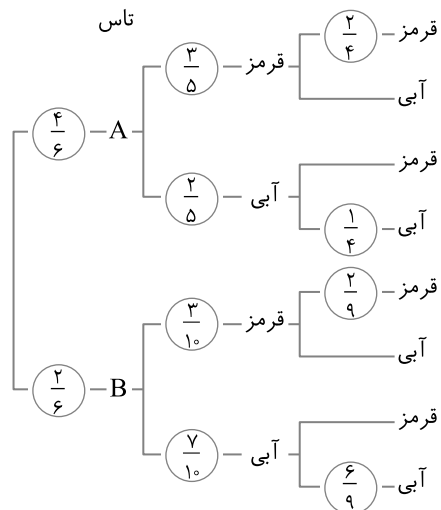 تاس
قرمز ۲/۴
قرمز ۳/۵
آبی
A ۴/۶
قرمز
آبی ۲/۵
آبی ۱/۴
قرمز ۲/۹
قرمز ۳/۱۰
آبی
B ۲/۶
قرمز
آبی ۷/۱۰
آبی ۶/۹